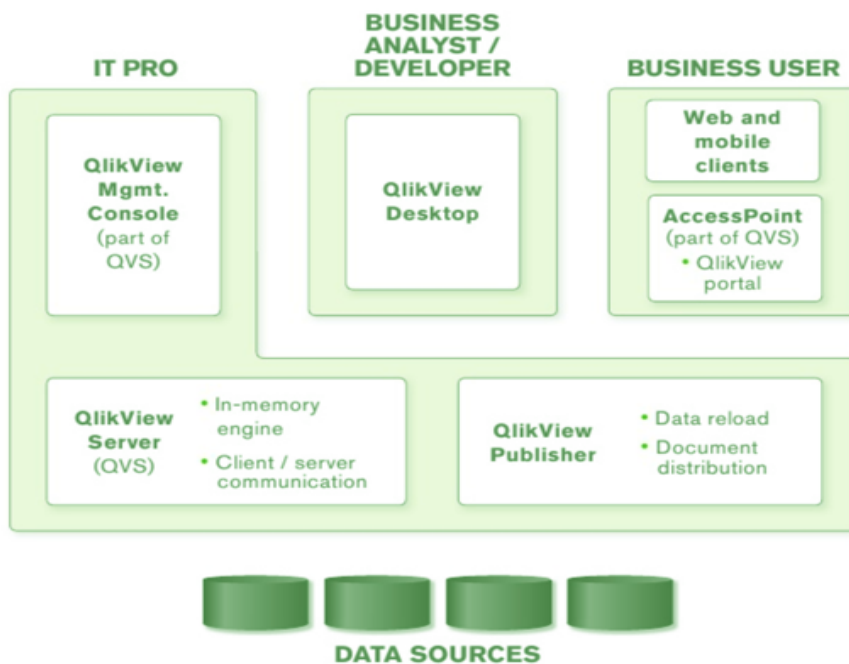 IT PRO
BUSINESS
ANALYST /
DEVELOPER
BUSINESS USER
QlikView
Mgmt.
Console
(part of
QVS)
QlikView
Desktop
Web and
mobile
clients
AccessPoint
(part of QVS)
• QlikView
portal
QlikView
Server
(QVS)
• In-memory
engine
• Client / server
communication
QlikView
Publisher
• Data reload
• Document
distribution
DATA SOURCES